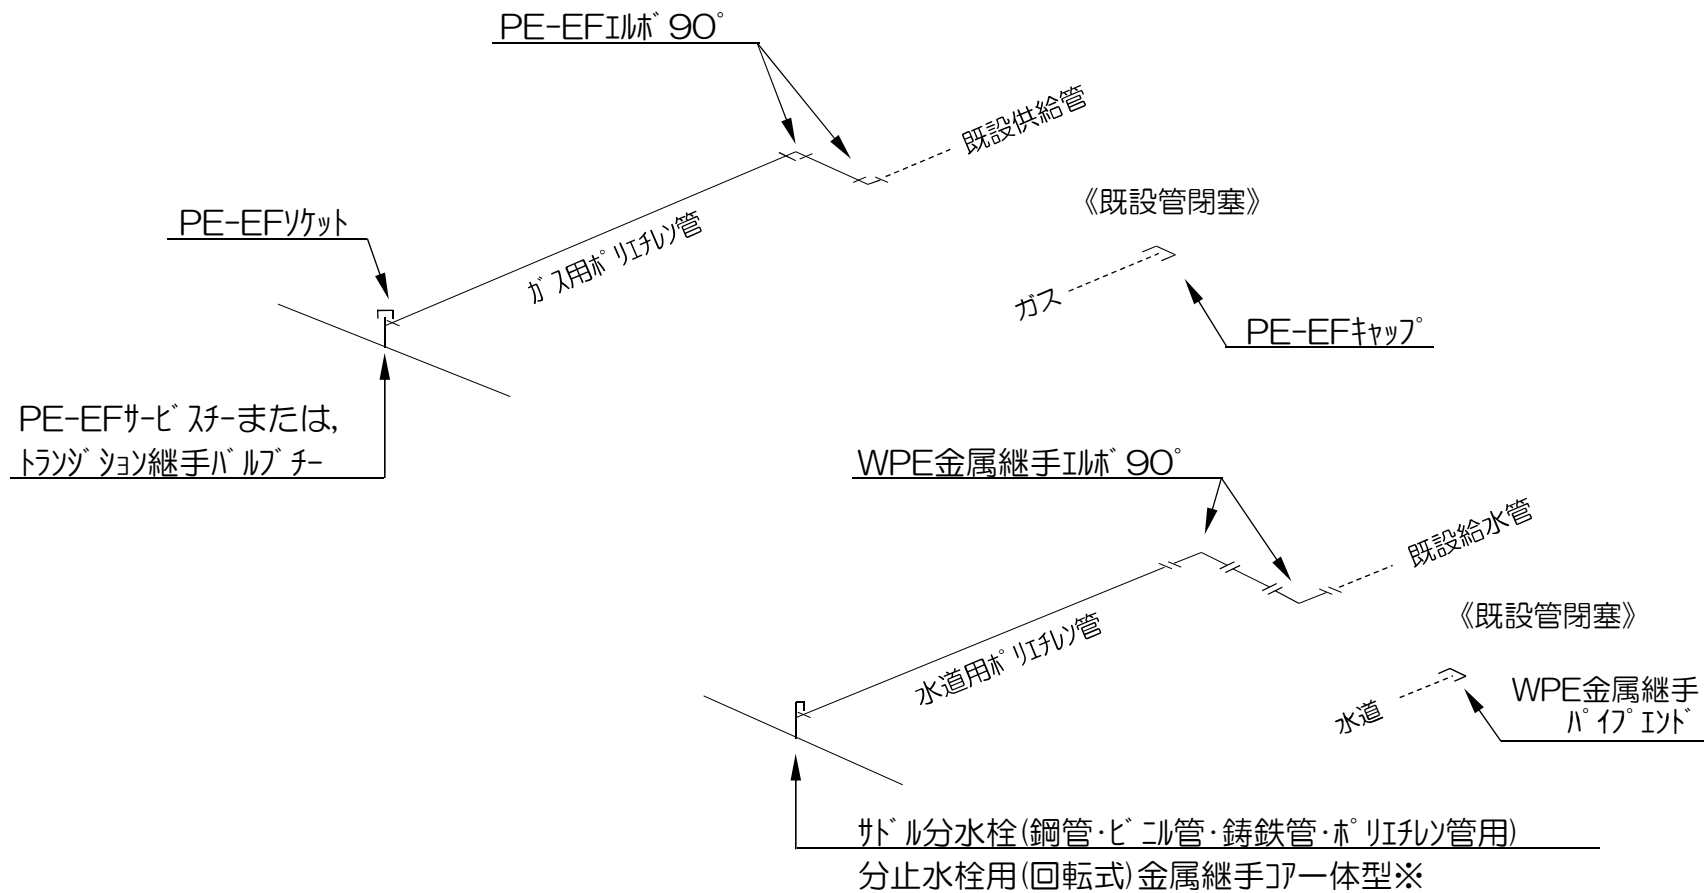 PE-EFｴﾙﾎﾞ90°
既設供給管
《既設管閉塞》
PE-EFｿｹｯﾄ
ｶﾞｽ用ﾎﾟﾘｴﾁﾚﾝ管
ガス
PE-EFｷｬｯﾌﾟ
PE-EFｻｰﾋﾞｽﾁｰまたは,
ﾄﾗﾝｼﾞｼｮﾝ継手ﾊﾞﾙﾌﾞﾁｰ
WPE金属継手ｴﾙﾎﾞ90°
既設給水管
《既設管閉塞》
水道用ﾎﾟﾘｴﾁﾚﾝ管
水道
WPE金属継手
ﾊﾟｲﾌﾟｴﾝﾄﾞ
ｻﾄﾞﾙ分水栓(鋼管･ﾋﾞﾆﾙ管･鋳鉄管･ﾎﾟﾘｴﾁﾚﾝ管用)
分止水栓用(回転式)金属継手ｺｱ一体型※